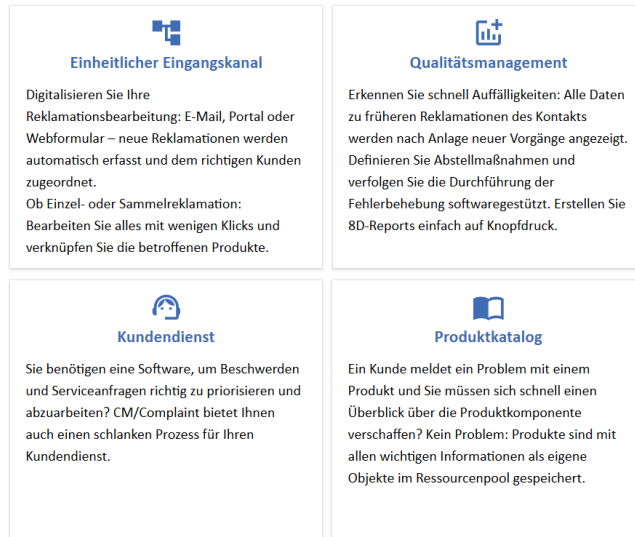 Einheitlicher Eingangskanal
Digitalisieren Sie Ihre
Reklamationsbearbeitung: E-Mail, Portal oder
Webformular – neue Reklamationen werden
automatisch erfasst und dem richtigen Kunden
zugeordnet.
Ob Einzel- oder Sammelreklamation:
Bearbeiten Sie alles mit wenigen Klicks und
verknüpfen Sie die betroffenen Produkte.
Qualitätsmanagement
Erkennen Sie schnell Auffälligkeiten: Alle Daten
zu früheren Reklamationen des Kontakts
werden nach Anlage neuer Vorgänge angezeigt.
Definieren Sie Abstellmaßnahmen und
verfolgen Sie die Durchführung der
Fehlerbehebung softwaregestützt. Erstellen Sie
8D-Reports einfach auf Knopfdruck.
Kundendienst
Sie benötigen eine Software, um Beschwerden
und Serviceanfragen richtig zu priorisieren und
abzuarbeiten? CM/Complaint bietet Ihnen
auch einen schlanken Prozess für Ihren
Kundendienst.
Produktkatalog
Ein Kunde meldet ein Problem mit einem
Produkt und Sie müssen sich schnell einen
Überblick über die Produktkomponente
verschaffen? Kein Problem: Produkte sind mit
allen wichtigen Informationen als eigene
Objekte im Ressourcenpool gespeichert.